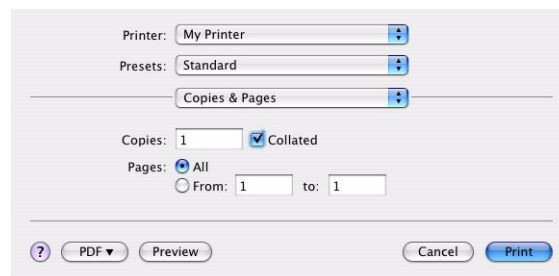 Printer: My Printer
Presets: Standard
Copies & Pages
Copies: 1 Collated
Pages: All
From: 1 to: 1
? PDF ▼ Preview Cancel Print